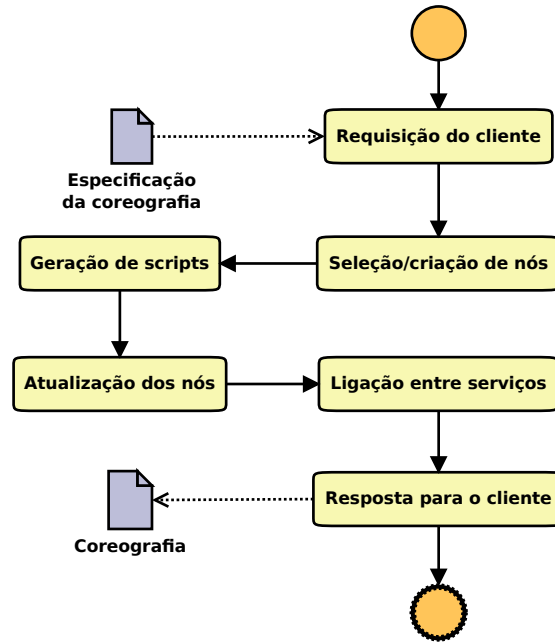 Requisição do cliente
Especificação
da coreografia
Seleção/criação de nós
Geração de scripts
Atualização dos nós
Ligação entre serviços
Resposta para o cliente
Coreografia